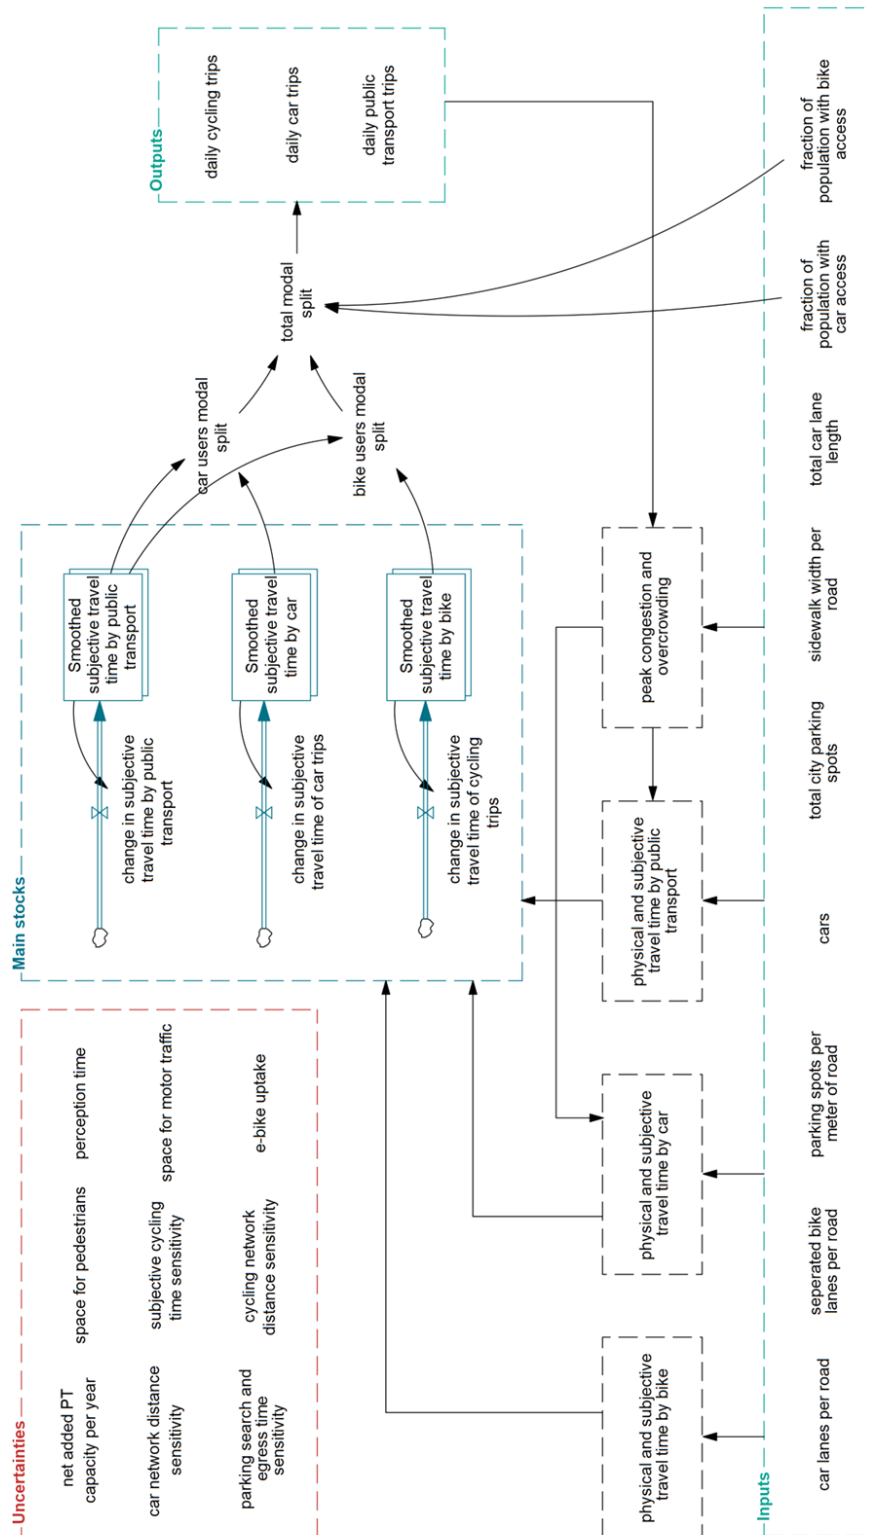 Uncertainties
net added PT
capacity per year
space for pedestrians
perception time
car network distance
sensitivity
subjective cycling
time sensitivity
space for motor traffic
parking search and
egress time
sensitivity
cycling network
distance sensitivity
e-bike uptake
Main stocks
change in subjective
travel time by public
transport
Smoothed
subjective travel
time by public
transport
change in subjective
travel time of car trips
Smoothed
subjective travel
time by car
change in subjective
travel time of cycling
trips
Smoothed
subjective travel
time by bike
car users modal
split
bike users modal
split
total modal
split
Outputs
daily cycling trips
daily car trips
daily public
transport trips
physical and subjective
travel time by bike
physical and subjective
travel time by car
physical and subjective
travel time by public
transport
peak congestion and
overcrowding
Inputs
car lanes per road
seperated bike
lanes per road
parking spots per
meter of road
cars
total city parking
spots
sidewalk width per
road
total car lane
length
fraction of
population with
car access
fraction of
population with bike
access